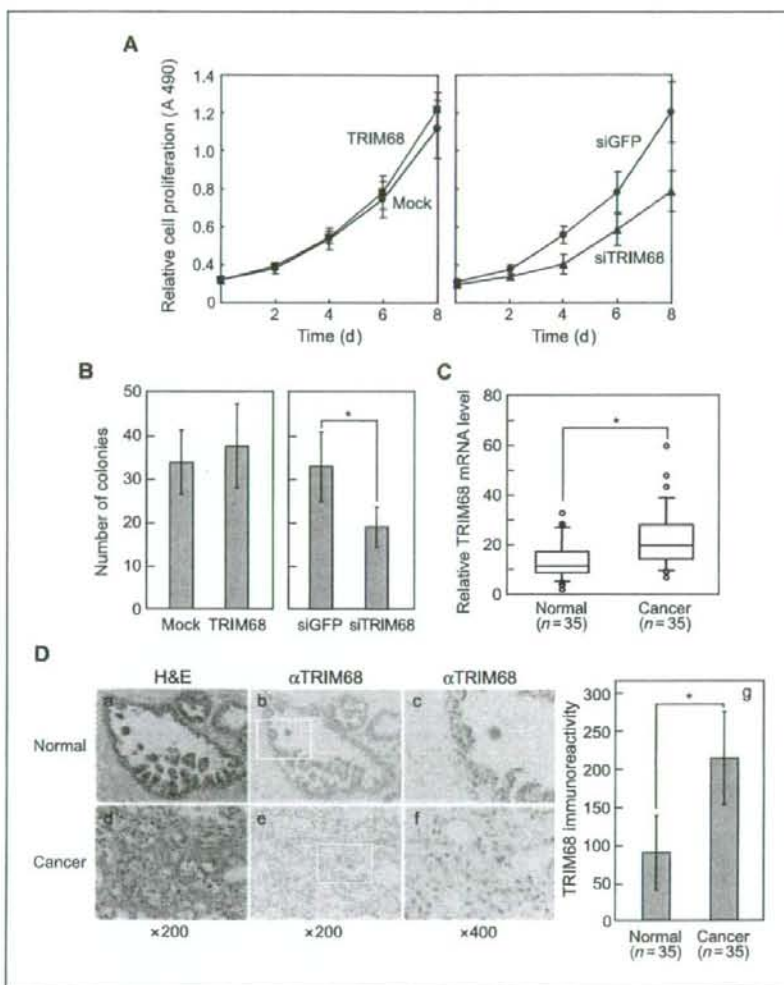 A
Relative cell proliferation (A 490)
1.4
1.2
1.0
0.8
0.6
0.4
0.2
TRIM68
Mock
2 4 6 8
Time (d)
siGFP
siTRIM68
2 4 6 8
Time (d)
B
Number of colonies
50
40
30
20
10
0
Mock TRIM68
*
siGFP siTRIM68
C
Relative TRIM68 mRNA level
80
60
40
20
0
*
Normal
(n=35)
Cancer
(n=35)
D
H&E αTRIM68 αTRIM68
Normal
a b c
Cancer
d e f
×200 ×200 ×400
g
TRIM68 immunoreactivity
300
250
200
150
100
50
0
*
Normal
(n=35)
Cancer
(n=35)